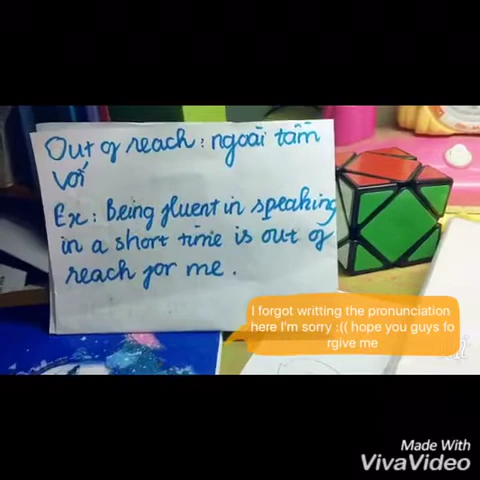 Out of reach : ngoài tầm
với
Ex : Being fluent in speaking
in a short time is out of
reach for me .
I forgot writting the pronunciation
here I'm sorry :(( hope you guys fo
rgive me
Made With
VivaVideo